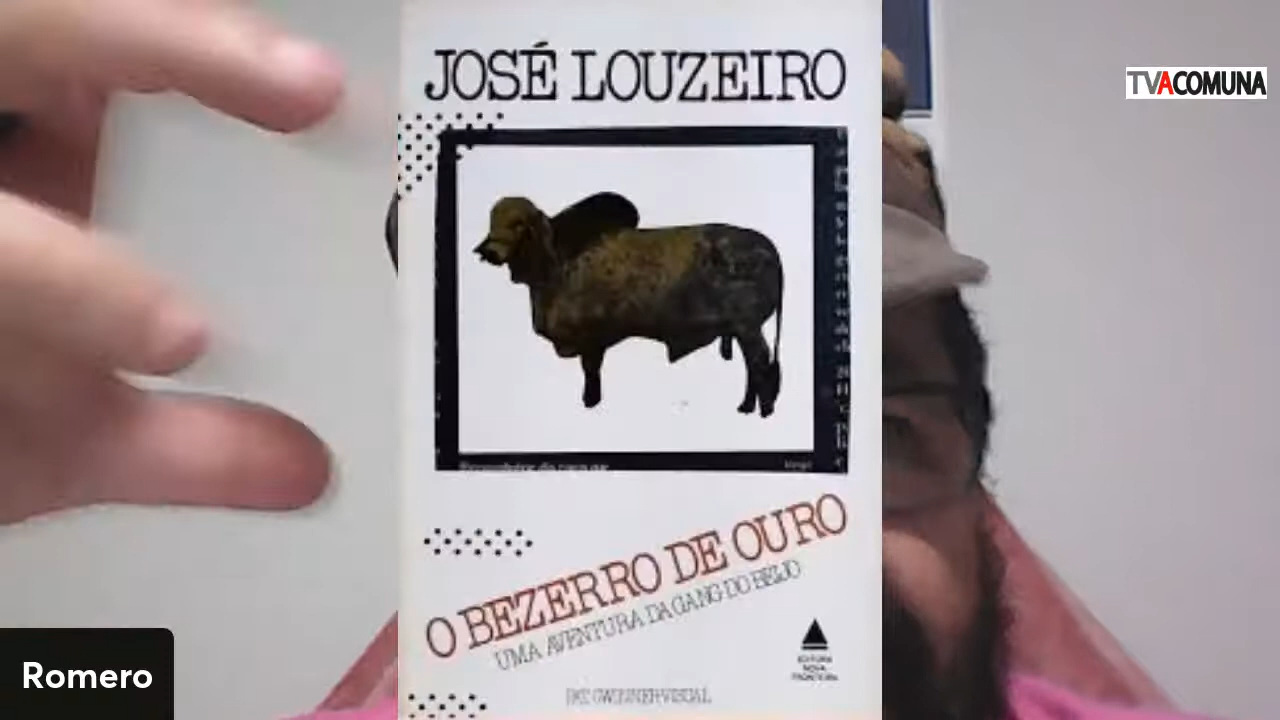 JOSÉ LOUZEIRO
TVACOMUNA
O BEZERRO DE OURO
UMA AVENTURA DA GANG DO BEIJO
EDITORA
NOVA
FRONTEIRA
Romero